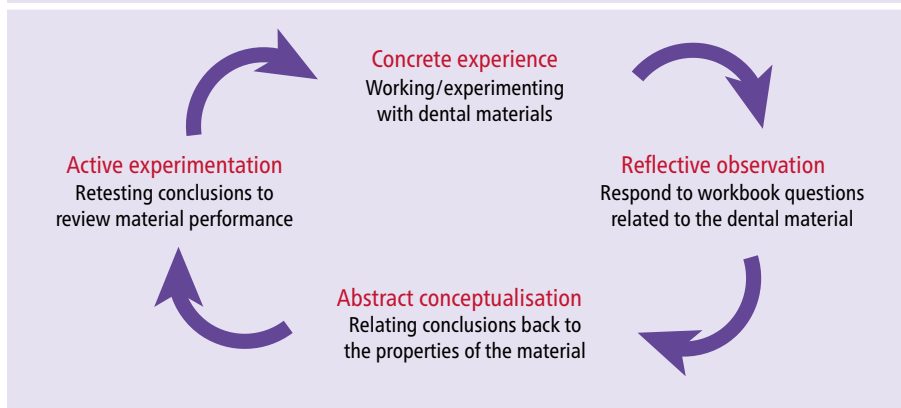 Concrete experience
Working/experimenting
with dental materials
Reflective observation
Respond to workbook questions
related to the dental material
Abstract conceptualisation
Relating conclusions back to
the properties of the material
Active experimentation
Retesting conclusions to
review material performance